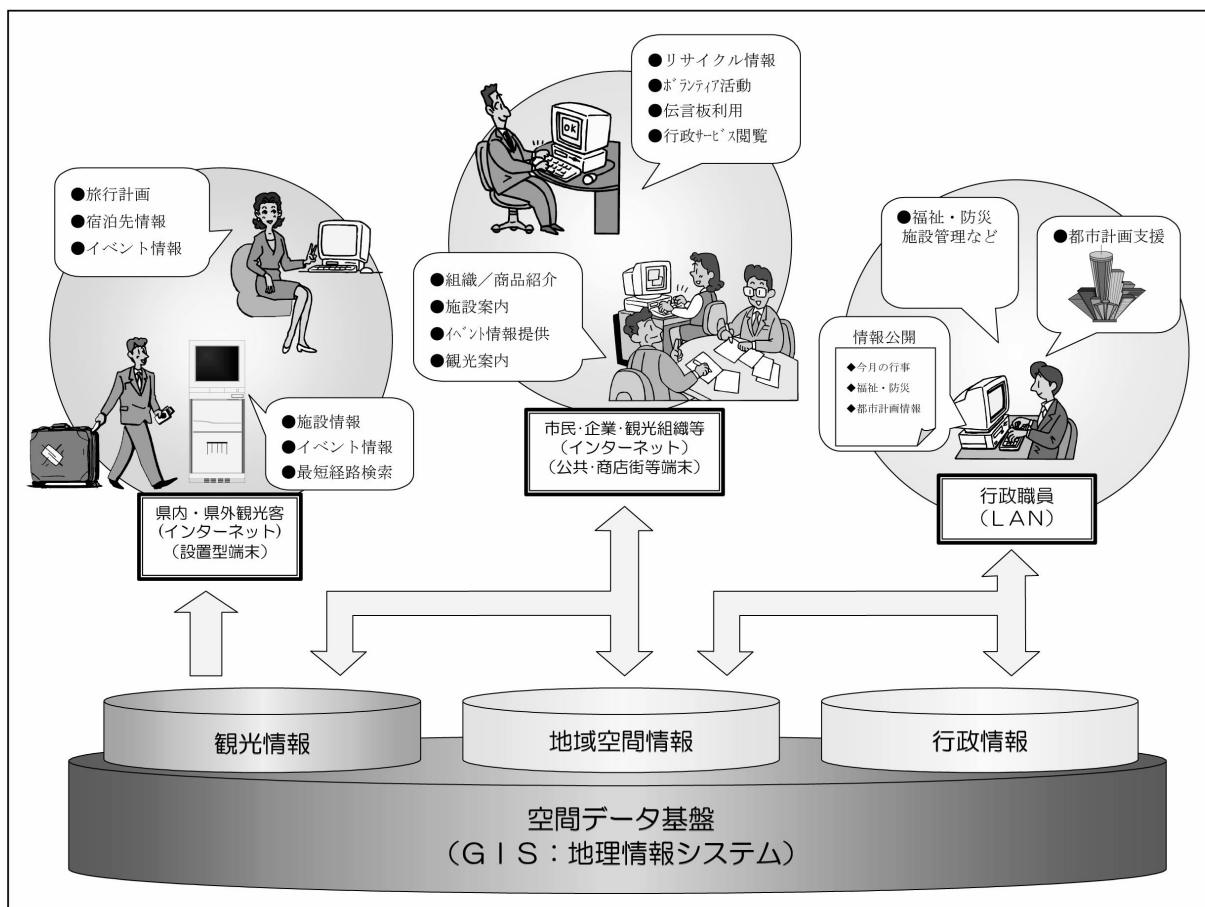 ●旅行計画
●宿泊先情報
●イベント情報
●施設情報
●イベント情報
●最短経路検索
県内・県外観光客
(インターネット)
(設置型端末)
●リサイクル情報
●ボランティア活動
●伝言板利用
●行政サービス閲覧
OK
●組織／商品紹介
●施設案内
●イベント情報提供
●観光案内
市民・企業・観光組織等
(インターネット)
(公共・商店街等端末)
●福祉・防災
施設管理など
●都市計画支援
情報公開
◆今月の行事
◆福祉・防災
◆都市計画情報
行政職員
（ＬＡＮ）
観光情報
地域空間情報
行政情報
空間データ基盤
（ＧＩＳ：地理情報システム）